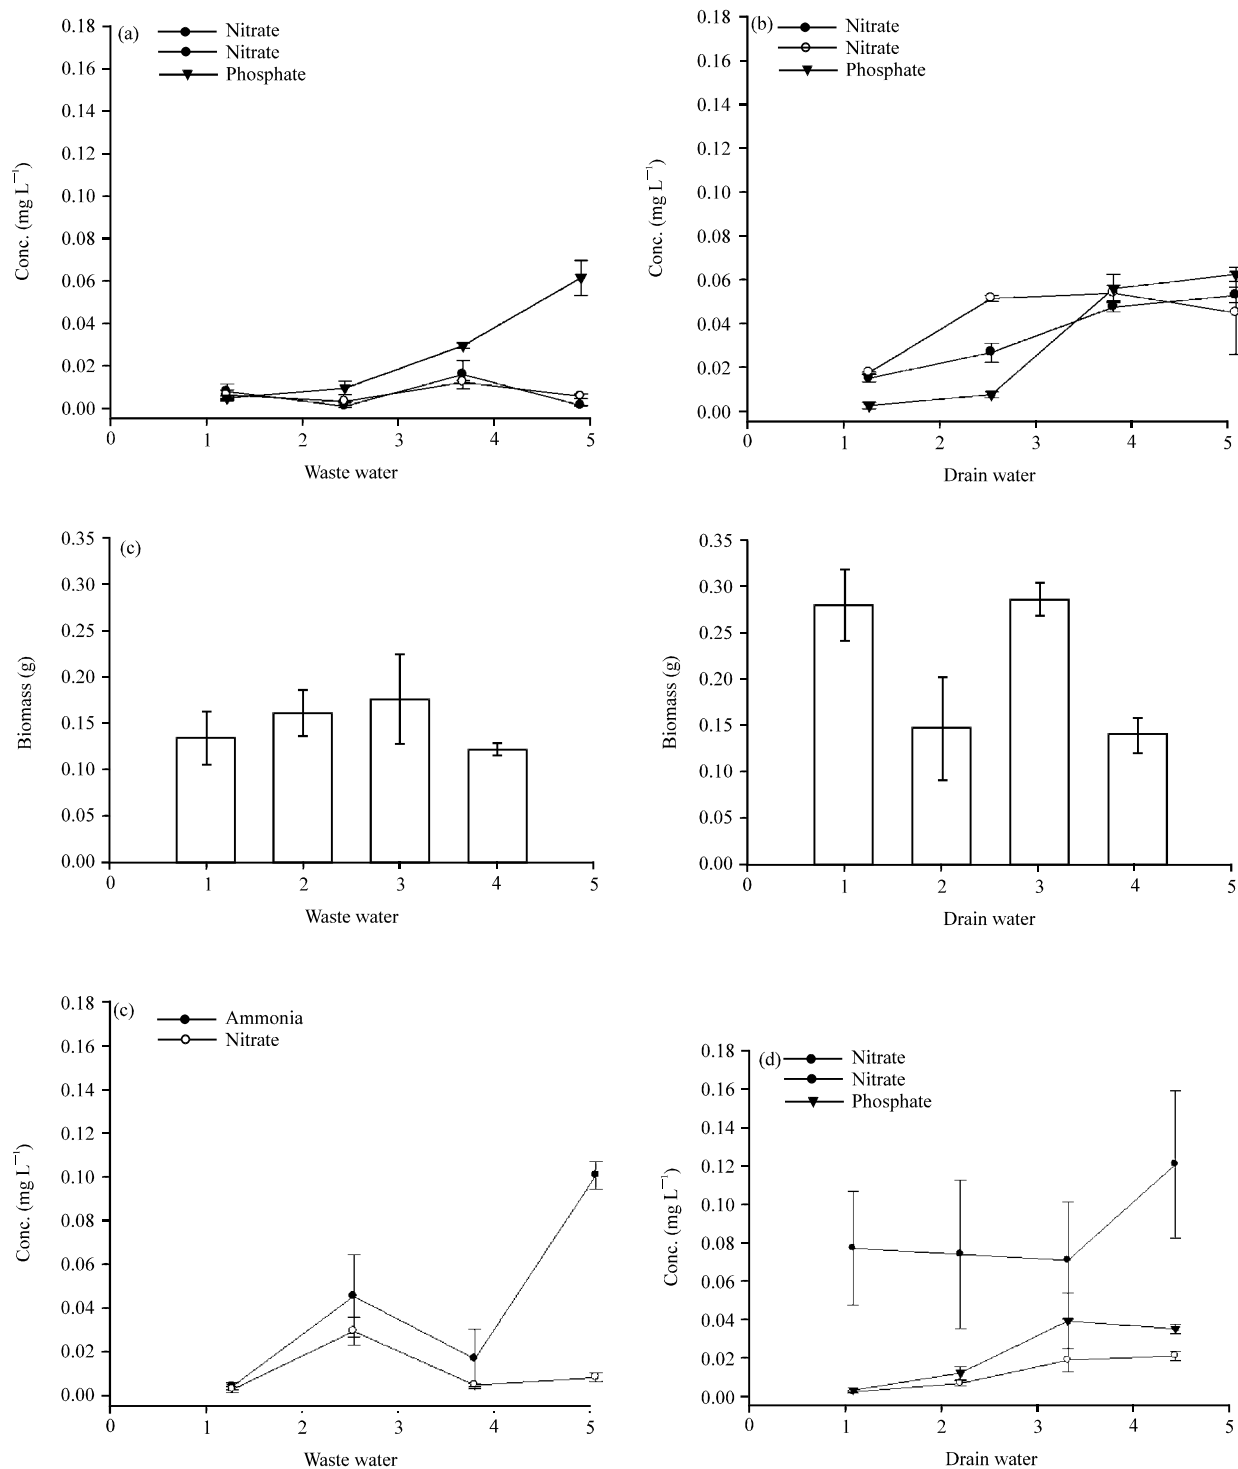 (a)
Nitrate
Nitrate
Phosphate
0.18
0.16
0.14
0.12
0.10
0.08
0.06
0.04
0.02
0.00
Conc. (mg L⁻¹)
0 1 2 3 4 5
Waste water
(b)
Nitrate
Nitrate
Phosphate
0.18
0.16
0.14
0.12
0.10
0.08
0.06
0.04
0.02
0.00
Conc. (mg L⁻¹)
0 1 2 3 4 5
Drain water
(c)
0.35
0.30
0.25
0.20
0.15
0.10
0.05
0.00
Biomass (g)
0 1 2 3 4 5
Waste water
0.35
0.30
0.25
0.20
0.15
0.10
0.05
0.00
Biomass (g)
0 1 2 3 4 5
Drain water
(c)
Ammonia
Nitrate
0.18
0.16
0.14
0.12
0.10
0.08
0.06
0.04
0.02
0.00
Conc. (mg L⁻¹)
0 1 2 3 4 5
Waste water
(d)
Nitrate
Nitrate
Phosphate
0.18
0.16
0.14
0.12
0.10
0.08
0.06
0.04
0.02
0.00
Conc. (mg L⁻¹)
0 1 2 3 4 5
Drain water